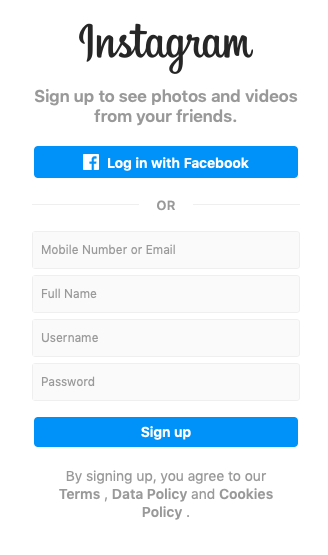 Instagram
Sign up to see photos and videos
from your friends.
Log in with Facebook
OR
Mobile Number or Email
Full Name
Username
Password
Sign up
By signing up, you agree to our
Terms , Data Policy and Cookies
Policy .